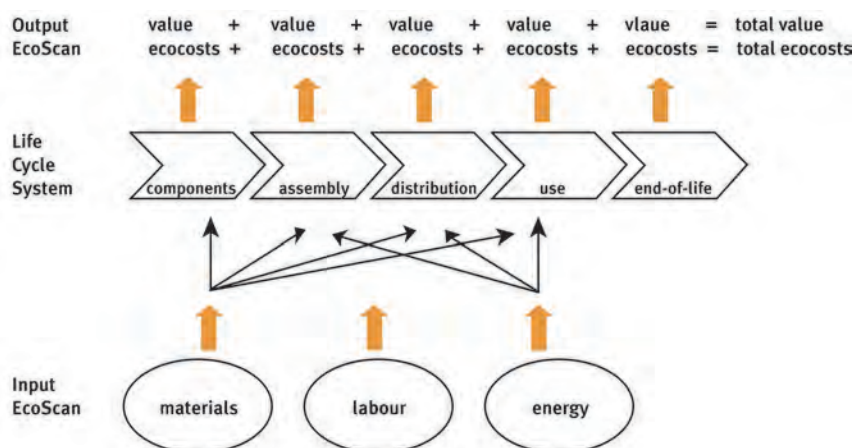 Output value + value + value + value + vlaue = total value
EcoScan ecocosts + ecocosts + ecocosts + ecocosts + ecocosts = total ecocosts
Life
Cycle
System components assembly distribution use end-of-life
Input
EcoScan materials labour energy